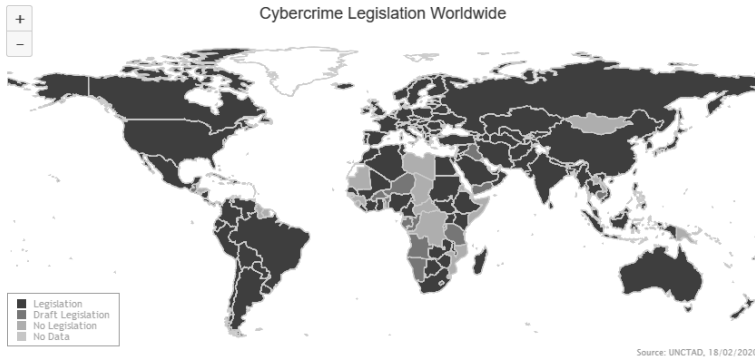 Cybercrime Legislation Worldwide
+
−
Legislation
Draft Legislation
No Legislation
No Data
Source: UNCTAD, 18/02/2020